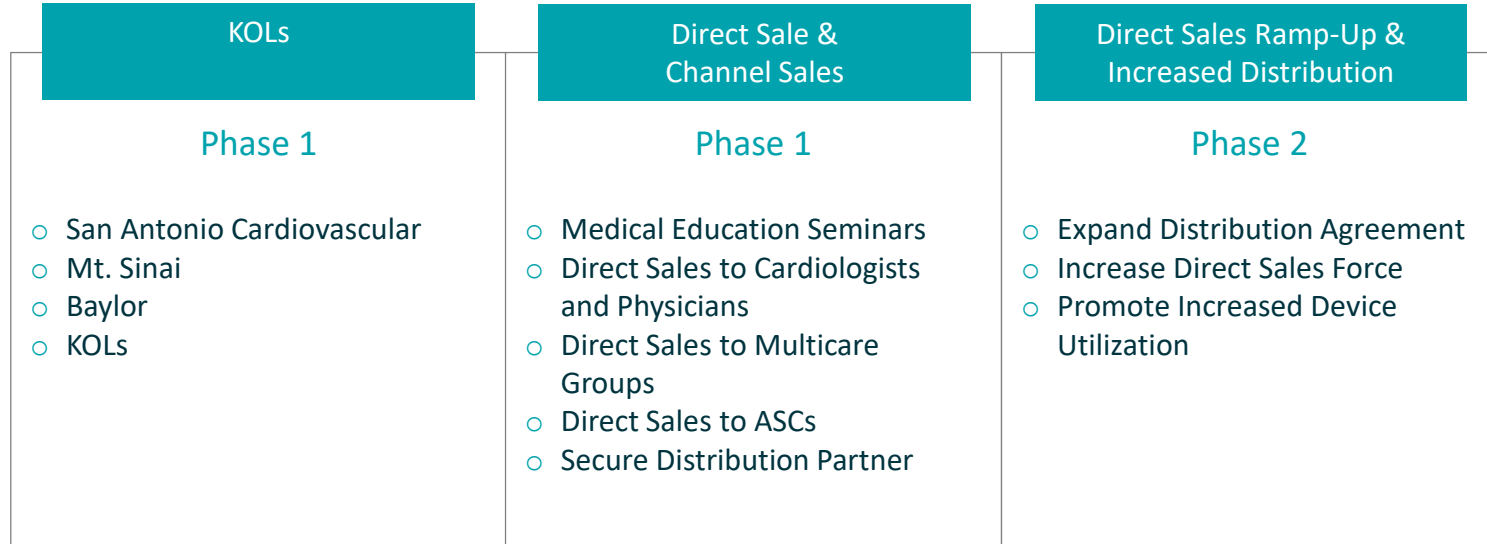 KOLs
Phase 1
○ San Antonio Cardiovascular
○ Mt. Sinai
○ Baylor
○ KOLs
Direct Sale &
Channel Sales
Phase 1
○ Medical Education Seminars
○ Direct Sales to Cardiologists
and Physicians
○ Direct Sales to Multicare
Groups
○ Direct Sales to ASCs
○ Secure Distribution Partner
Direct Sales Ramp-Up &
Increased Distribution
Phase 2
○ Expand Distribution Agreement
○ Increase Direct Sales Force
○ Promote Increased Device
Utilization